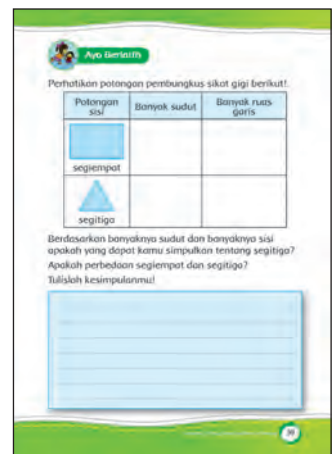 Ayo Berlatih
Perhatikan potongan pembungkus sikat gigi berikut!
Potongan sisi
Banyak sudut
Banyak ruas garis
segiempat
segitiga
Berdasarkan banyaknya sudut dan banyaknya sisi
apakah yang dapat kamu simpulkan tentang segitiga?
Apakah perbedaan segiempat dan segitiga?
Tulislah kesimpulanmu!